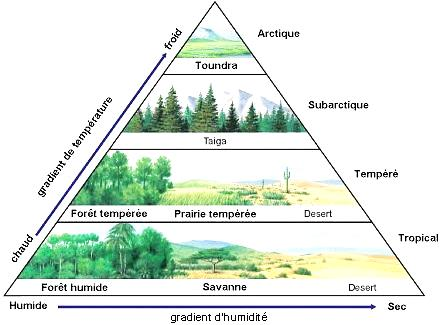 froid
Arctique
Toundra
gradient de température
Subarctique
Taiga
Tempéré
Forêt tempérée Prairie tempérée Desert
chaud
Tropical
Forêt humide Savanne Desert
Humide Sec
gradient d'humidité